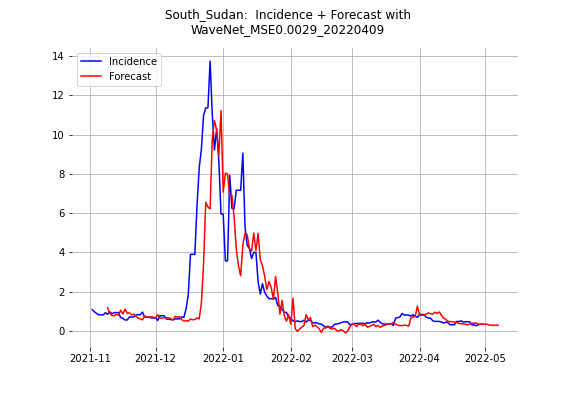 South_Sudan:  Incidence + Forecast with
WaveNet_MSE0.0029_20220409
Incidence
Forecast
14
12
10
8
6
4
2
0
2021-11 2021-12 2022-01 2022-02 2022-03 2022-04 2022-05